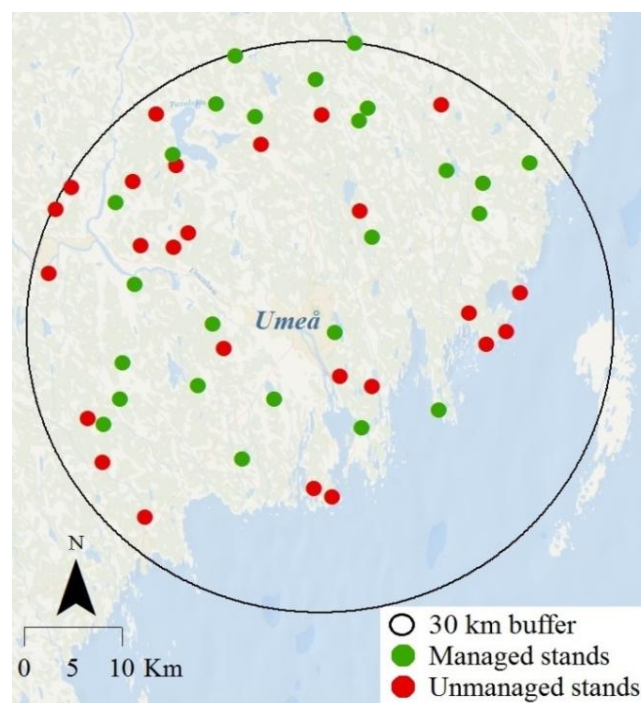 Umeå
N
0 5 10 Km
30 km buffer
Managed stands
Unmanaged stands